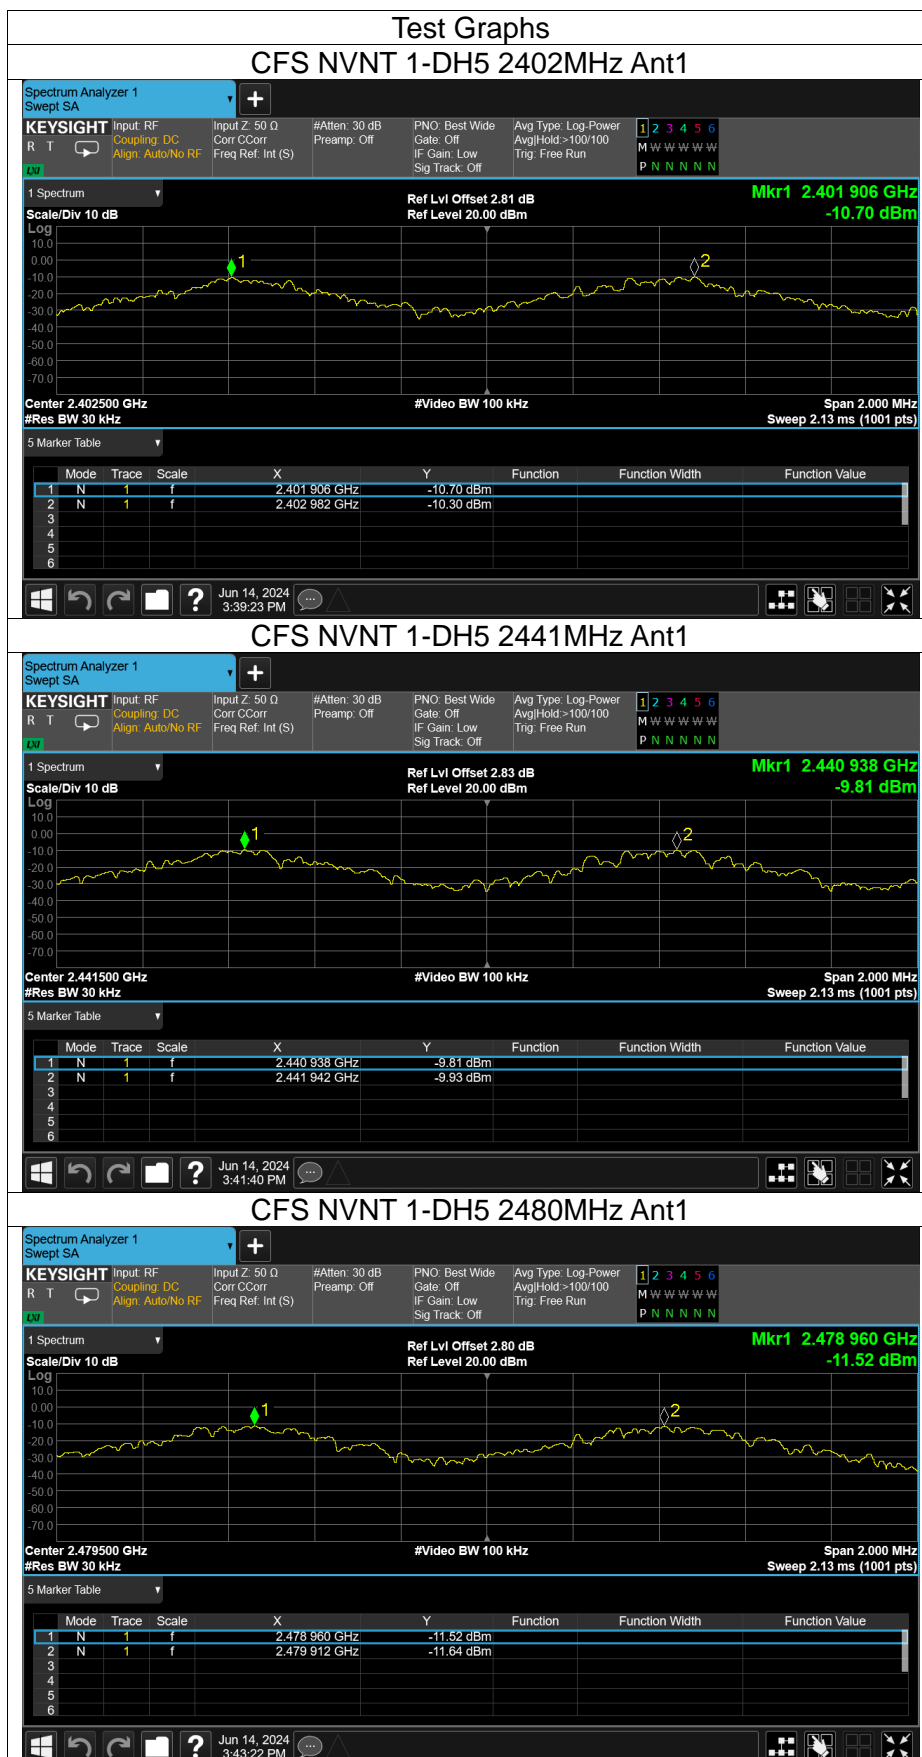 Test Graphs
CFS NVNT 1-DH5 2402MHz Ant1
Spectrum Analyzer 1
Swept SA
KEYSIGHT Input: RF Input Z: 50 Ω #Atten: 30 dB PNO: Best Wide Avg Type: Log-Power 1 2 3 4 5 6
R T Coupling: DC Corr CCorr Preamp: Off Gate: Off Avg|Hold:>100/100 M W W W W W
Align: Auto/No RF Freq Ref: Int (S) IF Gain: Low Trig: Free Run
LXI Sig Track: Off P N N N N N
1 Spectrum Ref Lvl Offset 2.81 dB Mkr1 2.401 906 GHz
Scale/Div 10 dB Ref Level 20.00 dBm -10.70 dBm
Log
10.0
0.00 1 2
-10.0
-20.0
-30.0
-40.0
-50.0
-60.0
-70.0
Center 2.402500 GHz #Video BW 100 kHz Span 2.000 MHz
#Res BW 30 kHz Sweep 2.13 ms (1001 pts)
5 Marker Table
Mode Trace Scale X Y Function Function Width Function Value
1 N 1 f 2.401 906 GHz -10.70 dBm
2 N 1 f 2.402 982 GHz -10.30 dBm
3
4
5
6
? Jun 14, 2024
3:39:23 PM
CFS NVNT 1-DH5 2441MHz Ant1
Spectrum Analyzer 1
Swept SA
KEYSIGHT Input: RF Input Z: 50 Ω #Atten: 30 dB PNO: Best Wide Avg Type: Log-Power 1 2 3 4 5 6
R T Coupling: DC Corr CCorr Preamp: Off Gate: Off Avg|Hold:>100/100 M W W W W W
Align: Auto/No RF Freq Ref: Int (S) IF Gain: Low Trig: Free Run
LXI Sig Track: Off P N N N N N
1 Spectrum Ref Lvl Offset 2.83 dB Mkr1 2.440 938 GHz
Scale/Div 10 dB Ref Level 20.00 dBm -9.81 dBm
Log
10.0
0.00 1 2
-10.0
-20.0
-30.0
-40.0
-50.0
-60.0
-70.0
Center 2.441500 GHz #Video BW 100 kHz Span 2.000 MHz
#Res BW 30 kHz Sweep 2.13 ms (1001 pts)
5 Marker Table
Mode Trace Scale X Y Function Function Width Function Value
1 N 1 f 2.440 938 GHz -9.81 dBm
2 N 1 f 2.441 942 GHz -9.93 dBm
3
4
5
6
? Jun 14, 2024
3:41:40 PM
CFS NVNT 1-DH5 2480MHz Ant1
Spectrum Analyzer 1
Swept SA
KEYSIGHT Input: RF Input Z: 50 Ω #Atten: 30 dB PNO: Best Wide Avg Type: Log-Power 1 2 3 4 5 6
R T Coupling: DC Corr CCorr Preamp: Off Gate: Off Avg|Hold:>100/100 M W W W W W
Align: Auto/No RF Freq Ref: Int (S) IF Gain: Low Trig: Free Run
LXI Sig Track: Off P N N N N N
1 Spectrum Ref Lvl Offset 2.80 dB Mkr1 2.478 960 GHz
Scale/Div 10 dB Ref Level 20.00 dBm -11.52 dBm
Log
10.0
0.00 1 2
-10.0
-20.0
-30.0
-40.0
-50.0
-60.0
-70.0
Center 2.479500 GHz #Video BW 100 kHz Span 2.000 MHz
#Res BW 30 kHz Sweep 2.13 ms (1001 pts)
5 Marker Table
Mode Trace Scale X Y Function Function Width Function Value
1 N 1 f 2.478 960 GHz -11.52 dBm
2 N 1 f 2.479 912 GHz -11.64 dBm
3
4
5
6
? Jun 14, 2024
3:43:22 PM